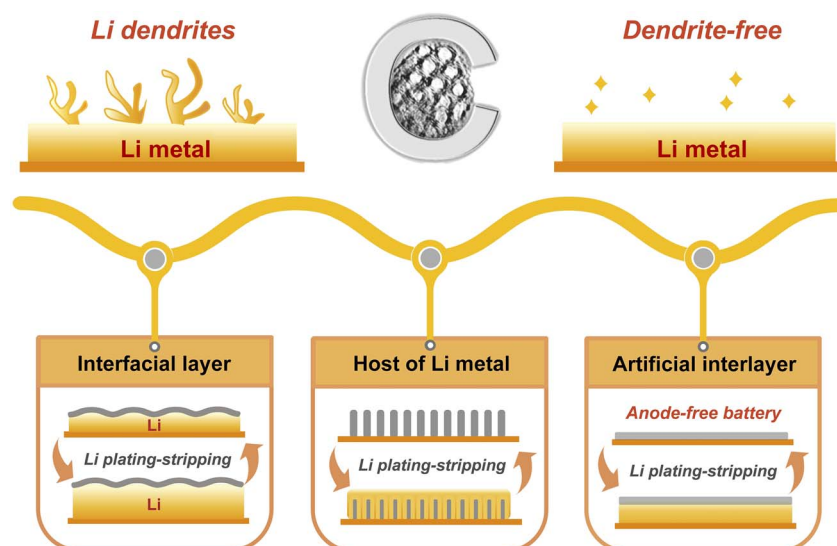 Li dendrites
Dendrite-free
Li metal
Li metal
Interfacial layer
Host of Li metal
Artificial interlayer
Li
Li plating-stripping
Li
Li plating-stripping
Anode-free battery
Li plating-stripping